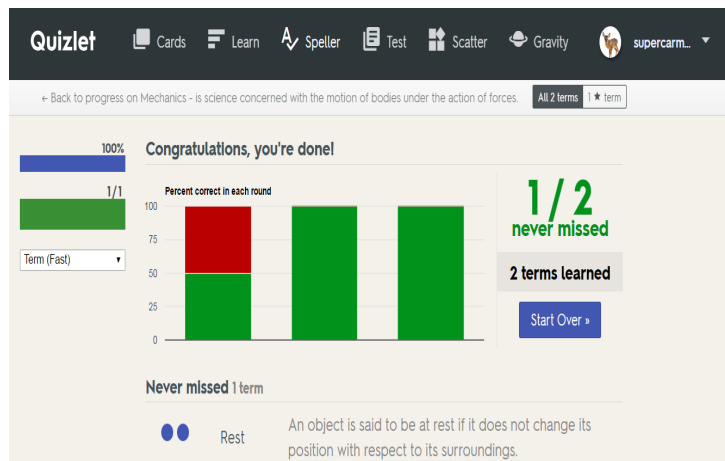 Quizlet Cards Learn Speller Test Scatter Gravity supercarm...
← Back to progress on Mechanics - is science concerned with the motion of bodies under the action of forces. All 2 terms 1 ★ term
100%
1/1
Term (Fast)
Congratulations, you're done!
Percent correct in each round
100
75
50
25
0
1 / 2
never missed
2 terms learned
Start Over »
Never missed 1 term
Rest
An object is said to be at rest if it does not change its
position with respect to its surroundings.